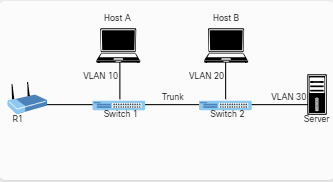 Host A
Host B
VLAN 10
VLAN 20
Trunk
VLAN 30
R1
Switch 1
Switch 2
Server